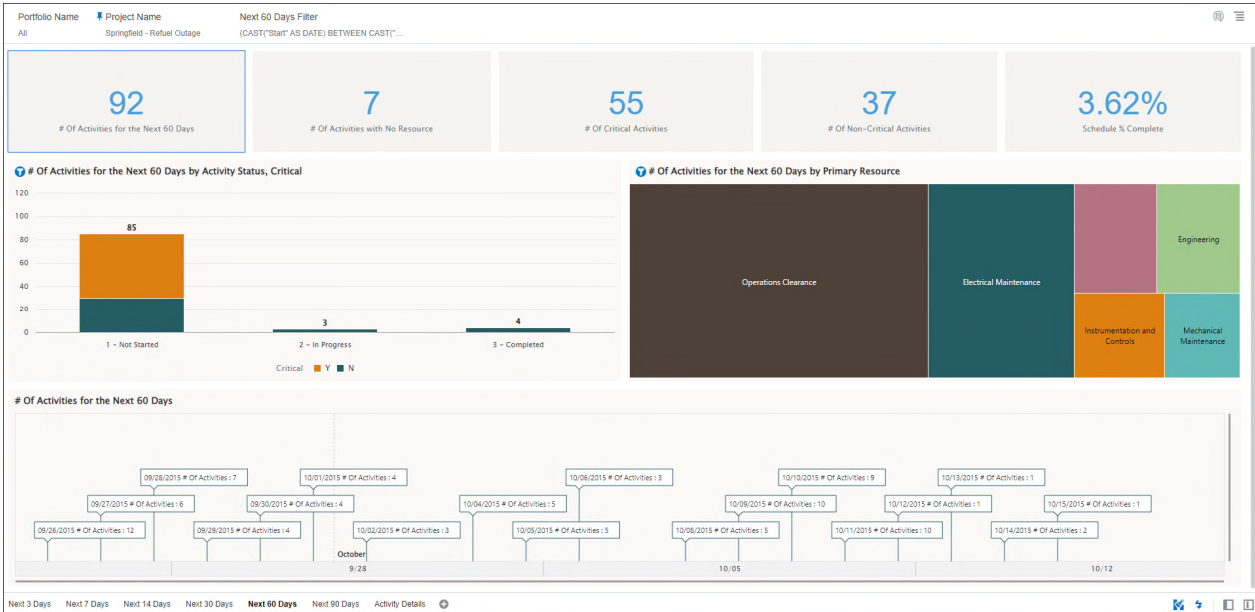 Portfolio Name Project Name Next 60 Days Filter
All Springfield - Refuel Outage (CAST("Start" AS DATE) BETWEEN CAST("...
92 7 55 37 3.62%
# Of Activities for the Next 60 Days # Of Activities with No Resource # Of Critical Activities # Of Non-Critical Activities Schedule % Complete
# Of Activities for the Next 60 Days by Activity Status, Critical
120
100
80
60
40
20
0
85
3
4
1 - Not Started 2 - In Progress 3 - Completed
Critical Y N
# Of Activities for the Next 60 Days by Primary Resource
Operations Clearance
Electrical Maintenance
Engineering
Instrumentation and
Controls
Mechanical
Maintenance
# Of Activities for the Next 60 Days
09/28/2015 # Of Activities : 7 10/01/2015 # Of Activities : 4 10/06/2015 # Of Activities : 3 10/10/2015 # Of Activities : 9 10/13/2015 # Of Activities : 1
09/27/2015 # Of Activities : 6 09/30/2015 # Of Activities : 4 10/04/2015 # Of Activities : 5 10/09/2015 # Of Activities : 10 10/12/2015 # Of Activities : 1 10/15/2015 # Of Activities : 1
09/26/2015 # Of Activities : 12 09/29/2015 # Of Activities : 4 10/02/2015 # Of Activities : 3 10/05/2015 # Of Activities : 5 10/08/2015 # Of Activities : 5 10/11/2015 # Of Activities : 10 10/14/2015 # Of Activities : 2
October
9/28 10/05 10/12
Next 3 Days Next 7 Days Next 14 Days Next 30 Days Next 60 Days Next 90 Days Activity Details